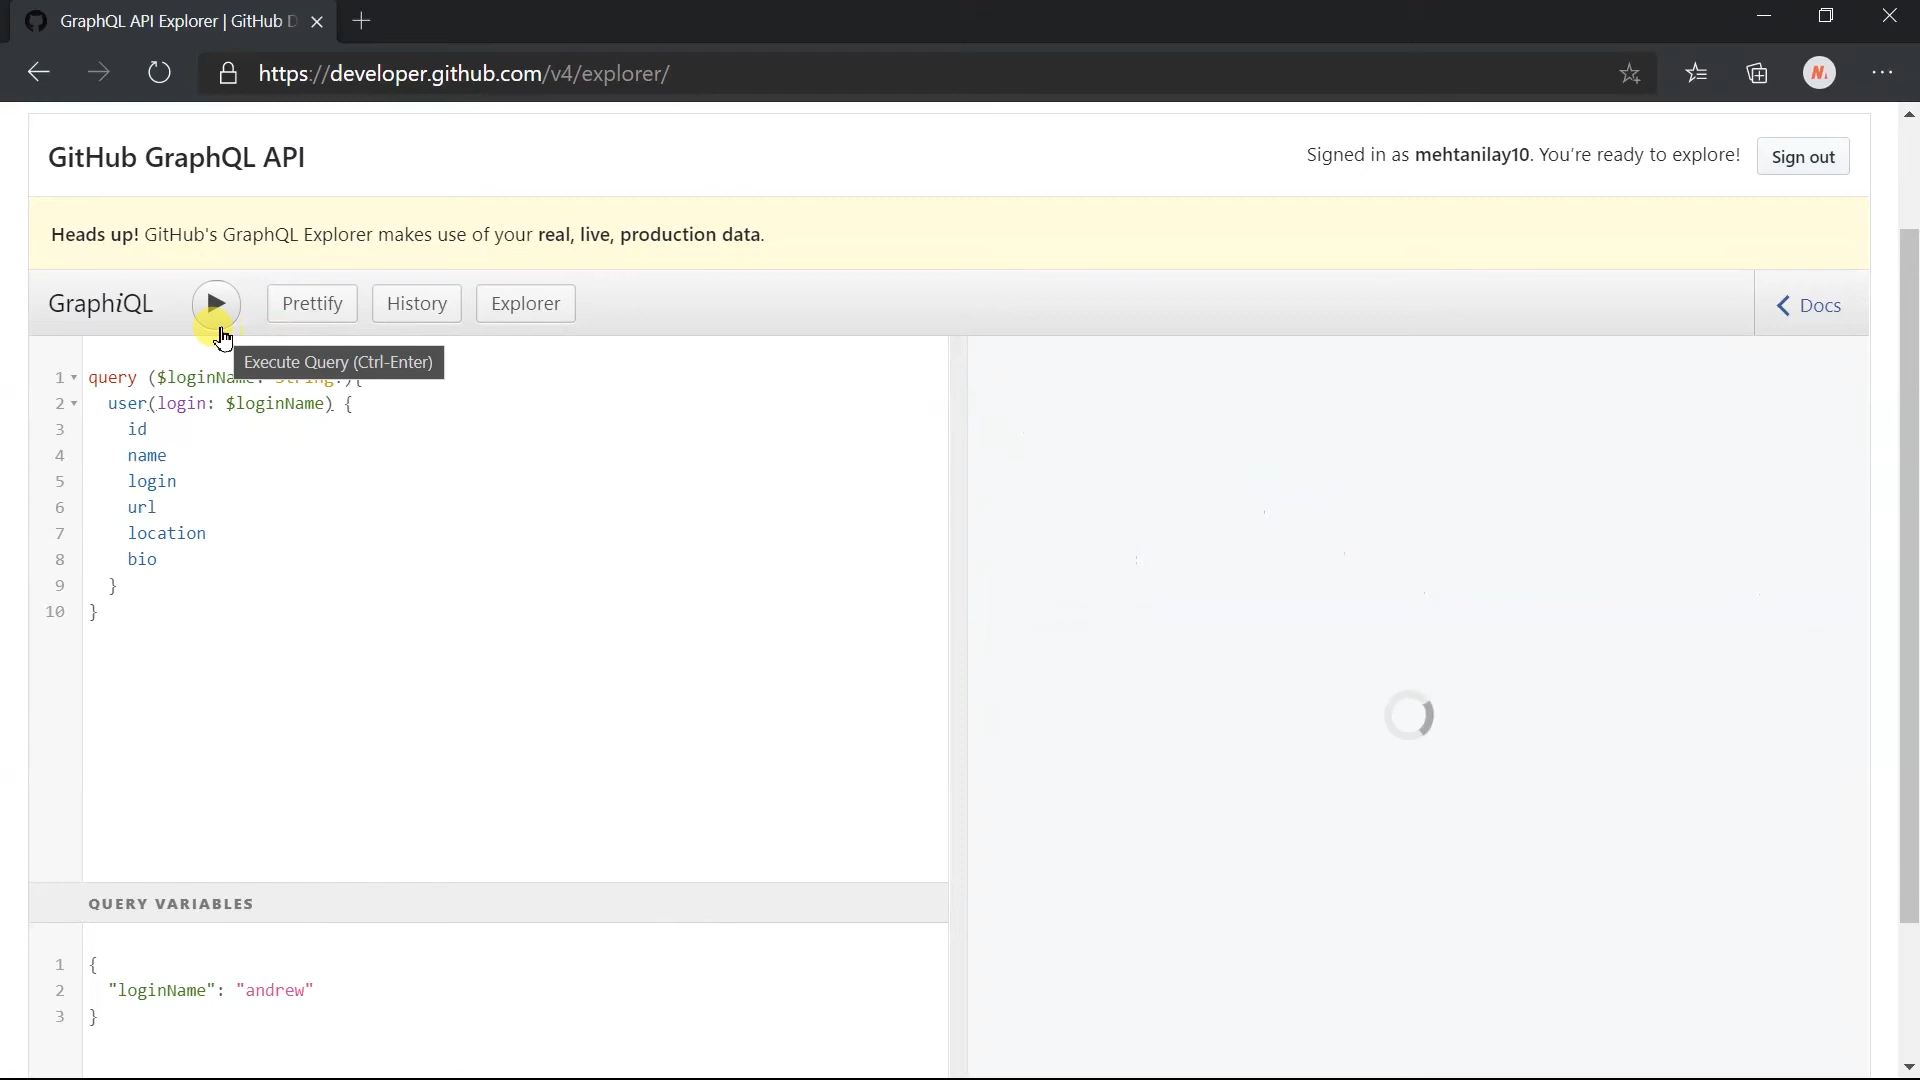 GraphQL API Explorer | GitHub D
https://developer.github.com/v4/explorer/
GitHub GraphQL API
Signed in as mehtanilay10. You're ready to explore!
Sign out
Heads up! GitHub's GraphQL Explorer makes use of your real, live, production data.
GraphiQL
Prettify
History
Explorer
Docs
Execute Query (Ctrl-Enter)
1 query ($loginNa
2 user(login: $loginName) {
3 id
4 name
5 login
6 url
7 location
8 bio
9 }
10 }
QUERY VARIABLES
1 {
2 "loginName": "andrew"
3 }